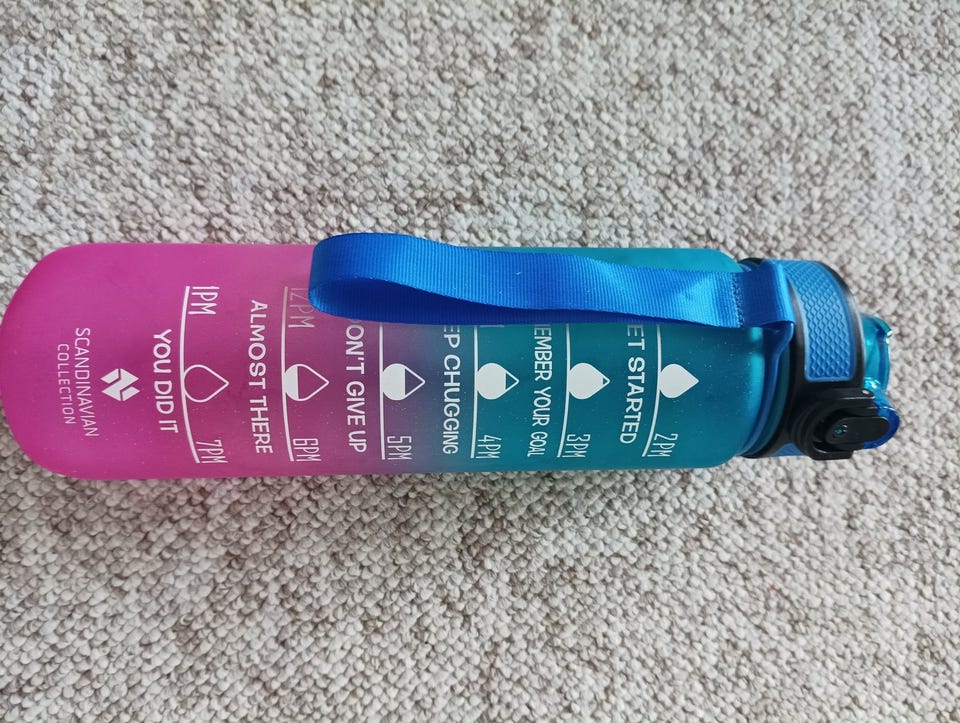 2PM
ET STARTED
3PM
EMBER YOUR GOAL
4PM
EP CHUGGING
5PM
ON'T GIVE UP
12PM 6PM
ALMOST THERE
1PM 7PM
YOU DID IT
SCANDINAVIAN
COLLECTION